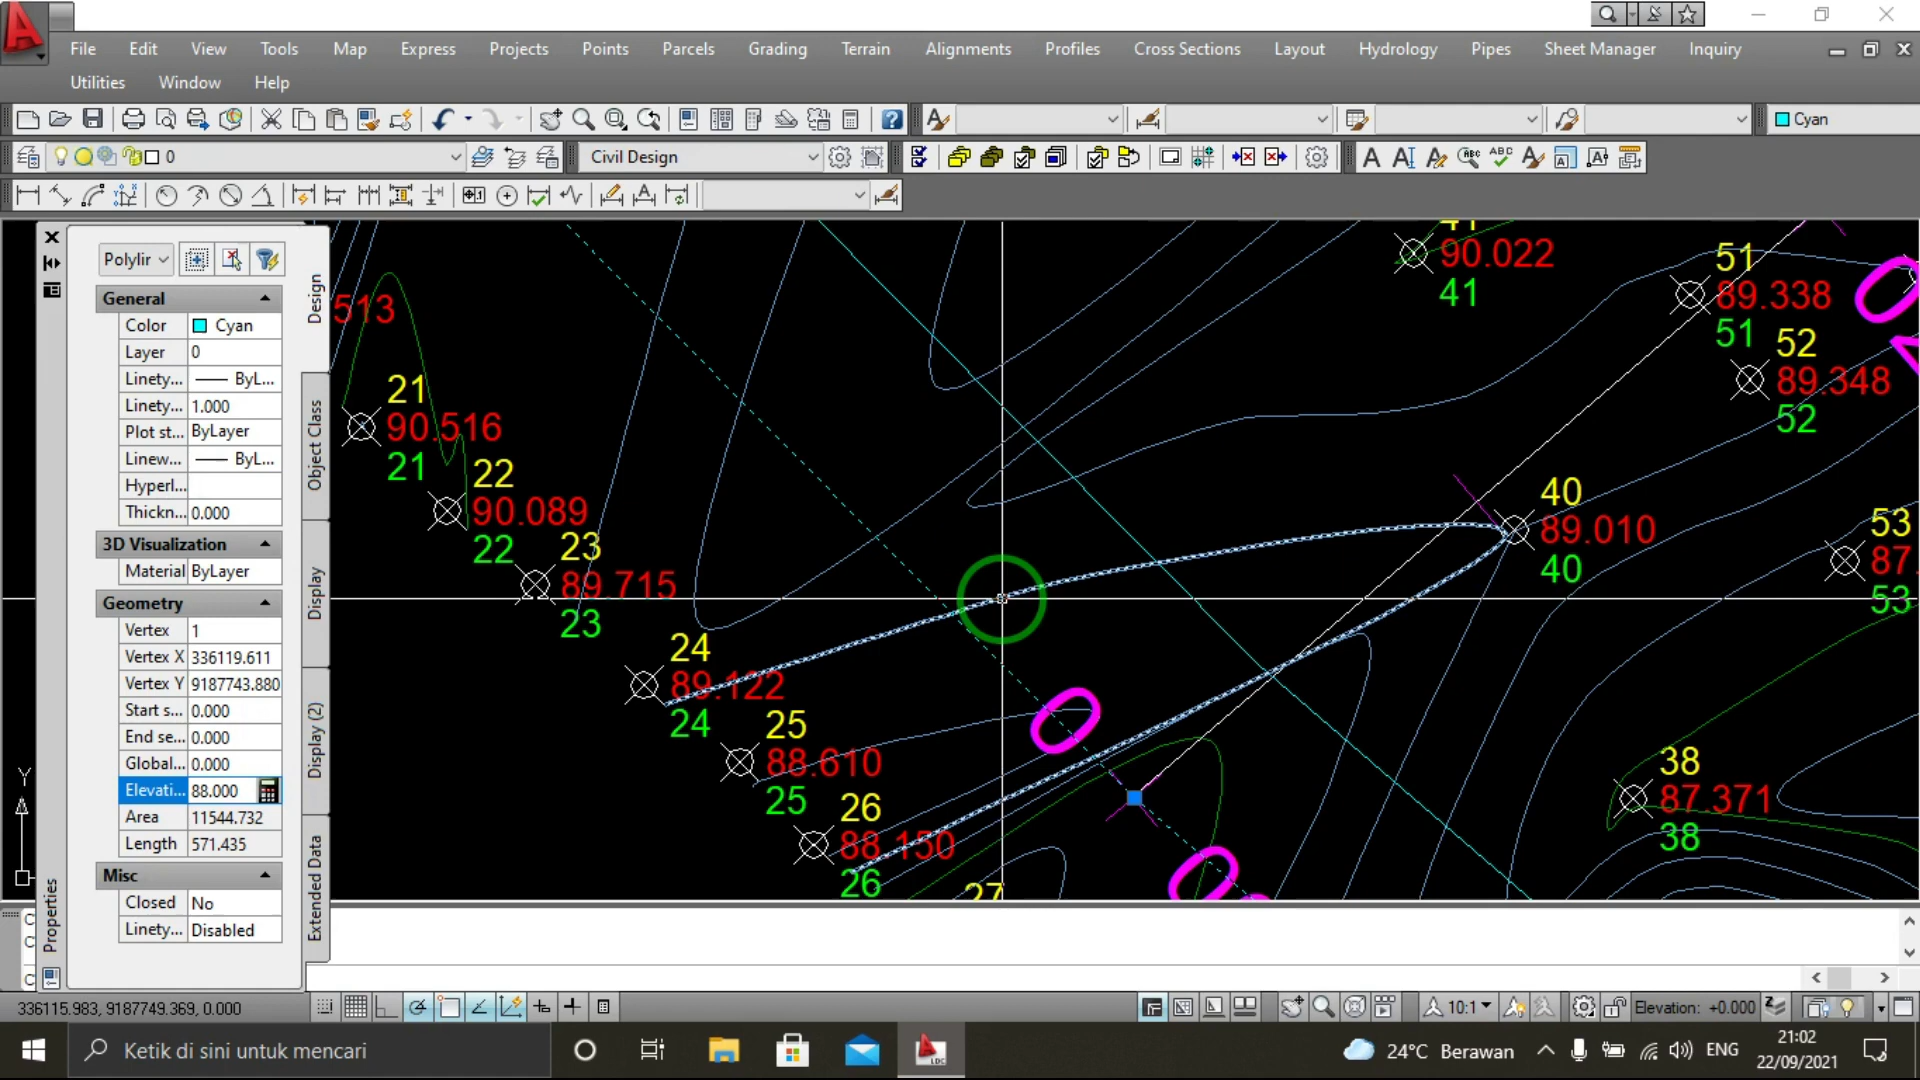 File Edit View Tools Map Express Projects Points Parcels Grading Terrain Alignments Profiles Cross Sections Layout Hydrology Pipes Sheet Manager Inquiry
Utilities Window Help
Cyan
0
Civil Design
Polylin
General
Color Cyan
Layer 0
Linety... ByL...
Linety... 1.000
Plot st... ByLayer
Linew... ByL...
Hyperl...
Thickn... 0.000
3D Visualization
Material ByLayer
Geometry
Vertex 1
Vertex X 336119.611
Vertex Y 9187743.880
Start s... 0.000
End se... 0.000
Global... 0.000
Elevati... 88.000
Area 11544.732
Length 571.435
Misc
Closed No
Linety... Disabled
Properties
Design
Object Class
Display
Display (2)
Extended Data
513
21
90.516
21
22
90.089
22
23
89.715
23
24
89.122
24
25
88.610
25
26
88.150
26
27
0
0
41
90.022
41
51
89.338
51
52
89.348
52
40
89.010
40
53
87.
53
38
87.371
38
Y
336115.983, 9187749.369, 0.000
10:1
Elevation: +0.000
Ketik di sini untuk mencari
LDC
24°C Berawan
ENG
21:02
22/09/2021